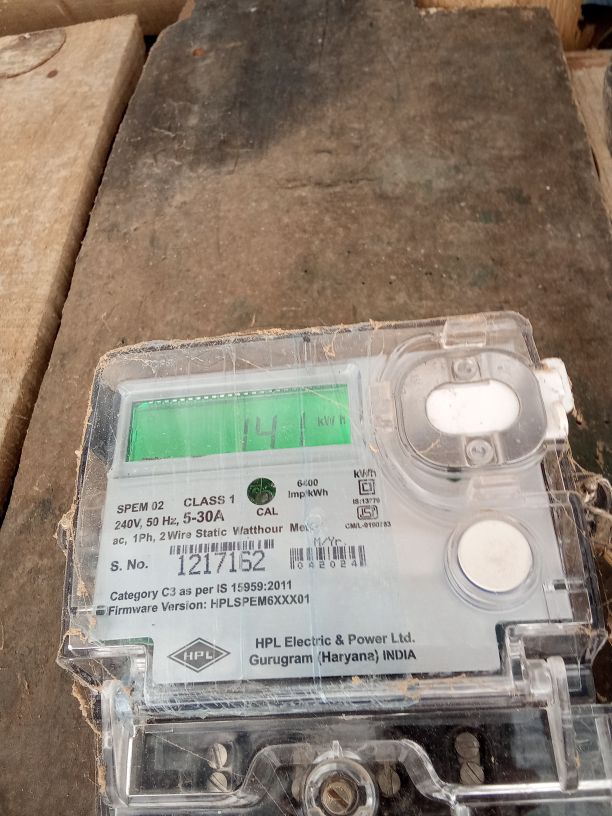 141 kWh
kWh
6400
imp/kWh
IS:13779
SPEM 02 CLASS 1 CAL
240V, 50 Hz, 5-30A
ac, 1Ph, 2 Wire Static Watthour
M/Yr.
S. No. 1217162 042024
Category C3 as per IS 15959:2011
Firmware Version: HPLSPEM6XXX01
HPL
HPL Electric & Power Ltd.
Gurugram (Haryana) INDIA